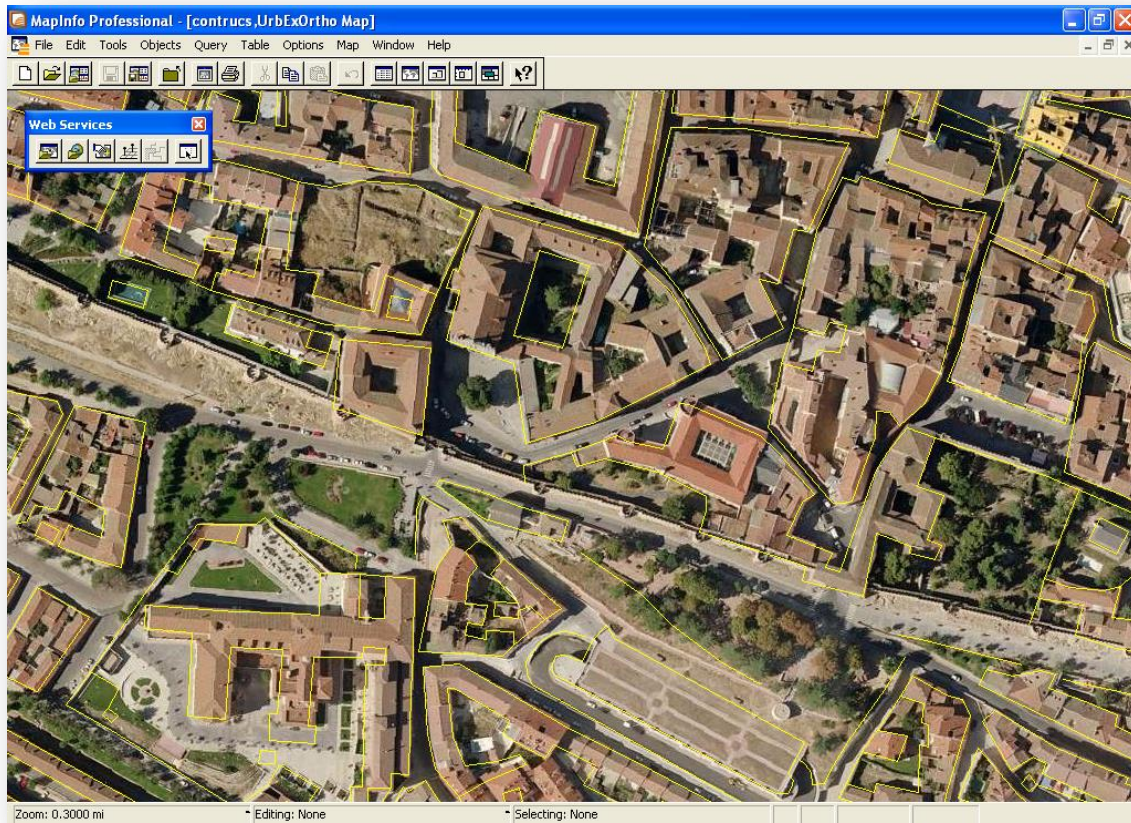 MapInfo Professional - [contrucs,UrbExOrtho Map]
File Edit Tools Objects Query Table Options Map Window Help
Web Services
Zoom: 0.3000 mi Editing: None Selecting: None